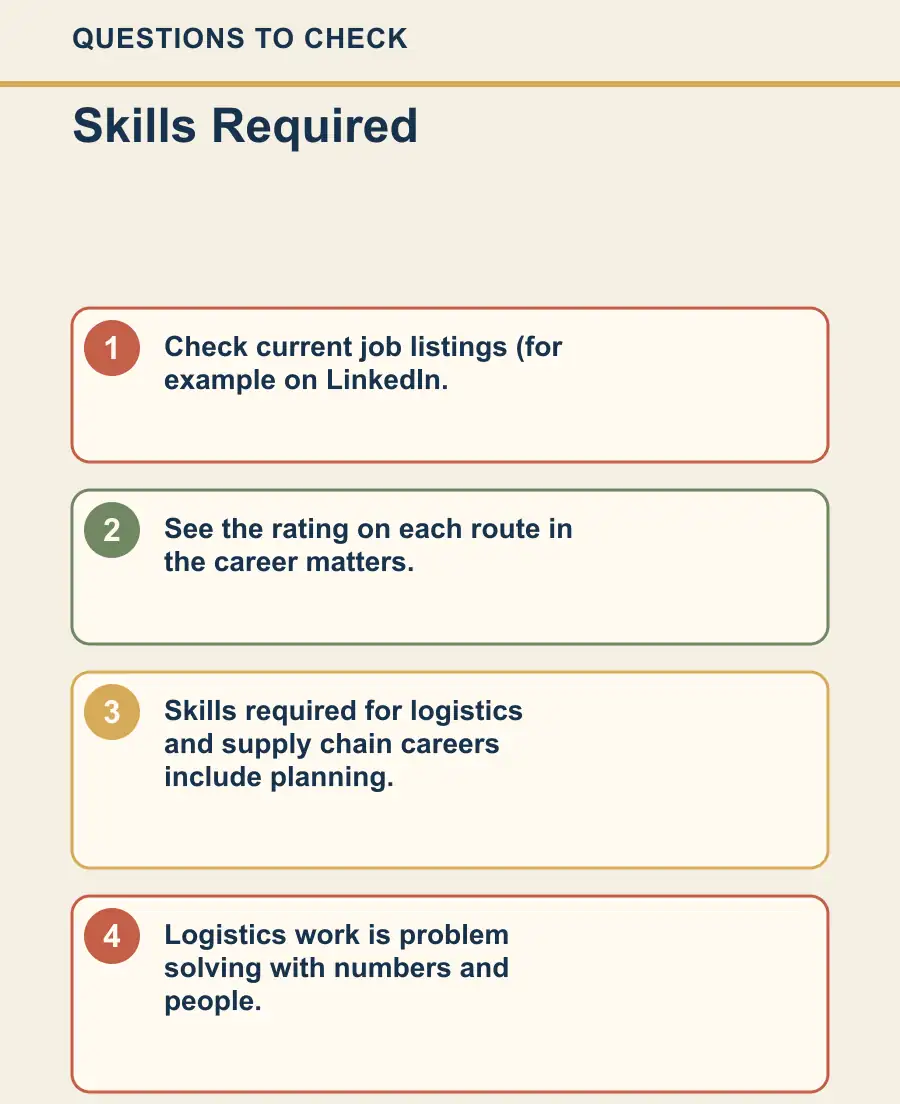 QUESTIONS TO CHECK
Skills Required
1
Check current job listings (for
example on LinkedIn.
2
See the rating on each route in
the career matters.
3
Skills required for logistics
and supply chain careers
include planning.
4
Logistics work is problem
solving with numbers and
people.